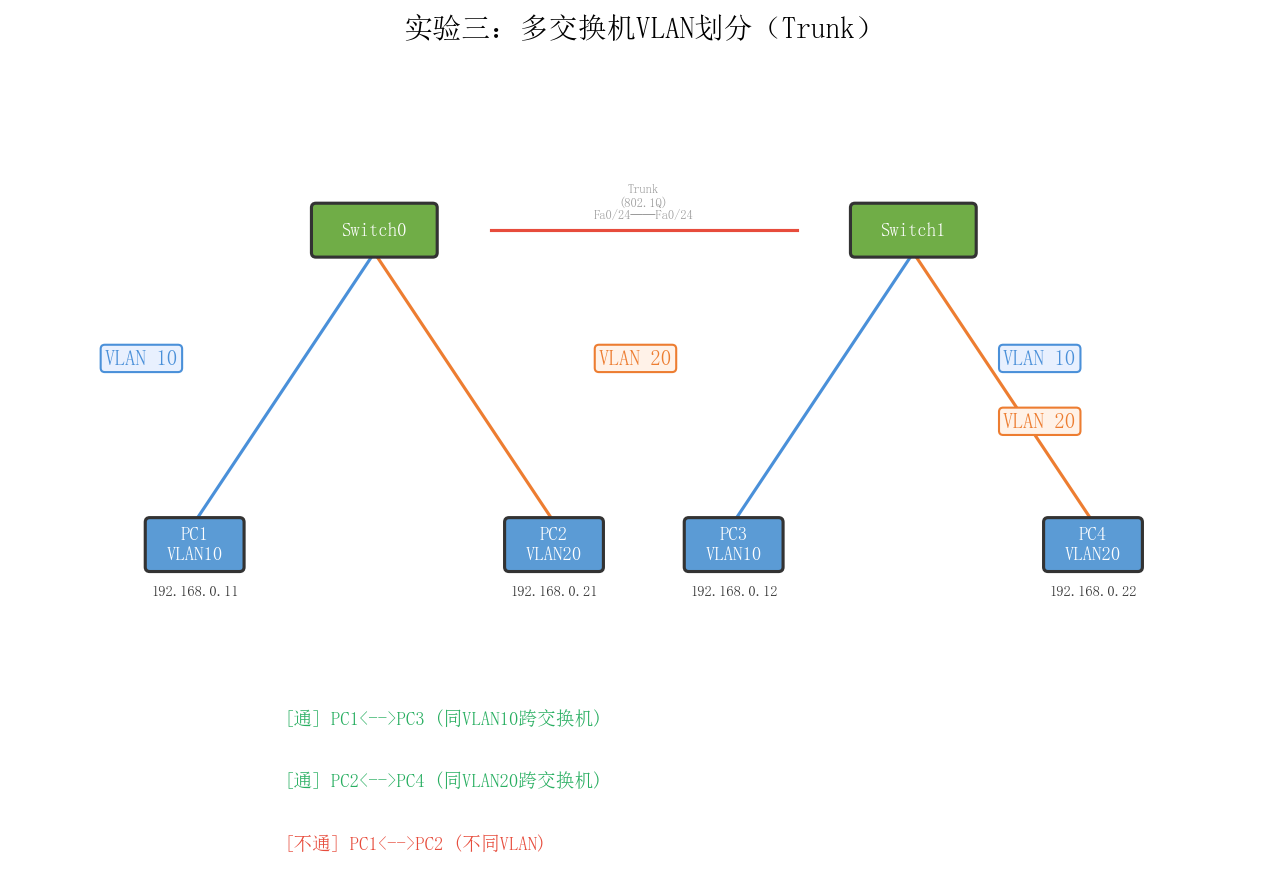 实验三：多交换机VLAN划分（Trunk）
Trunk
(802.1Q)
Fa0/24———Fa0/24
Switch0
Switch1
VLAN 10
VLAN 20
VLAN 10
VLAN 20
PC1
VLAN10
PC2
VLAN20
PC3
VLAN10
PC4
VLAN20
192.168.0.11
192.168.0.21
192.168.0.12
192.168.0.22
[通] PC1<-->PC3 (同VLAN10跨交换机)
[通] PC2<-->PC4 (同VLAN20跨交换机)
[不通] PC1<-->PC2 (不同VLAN)